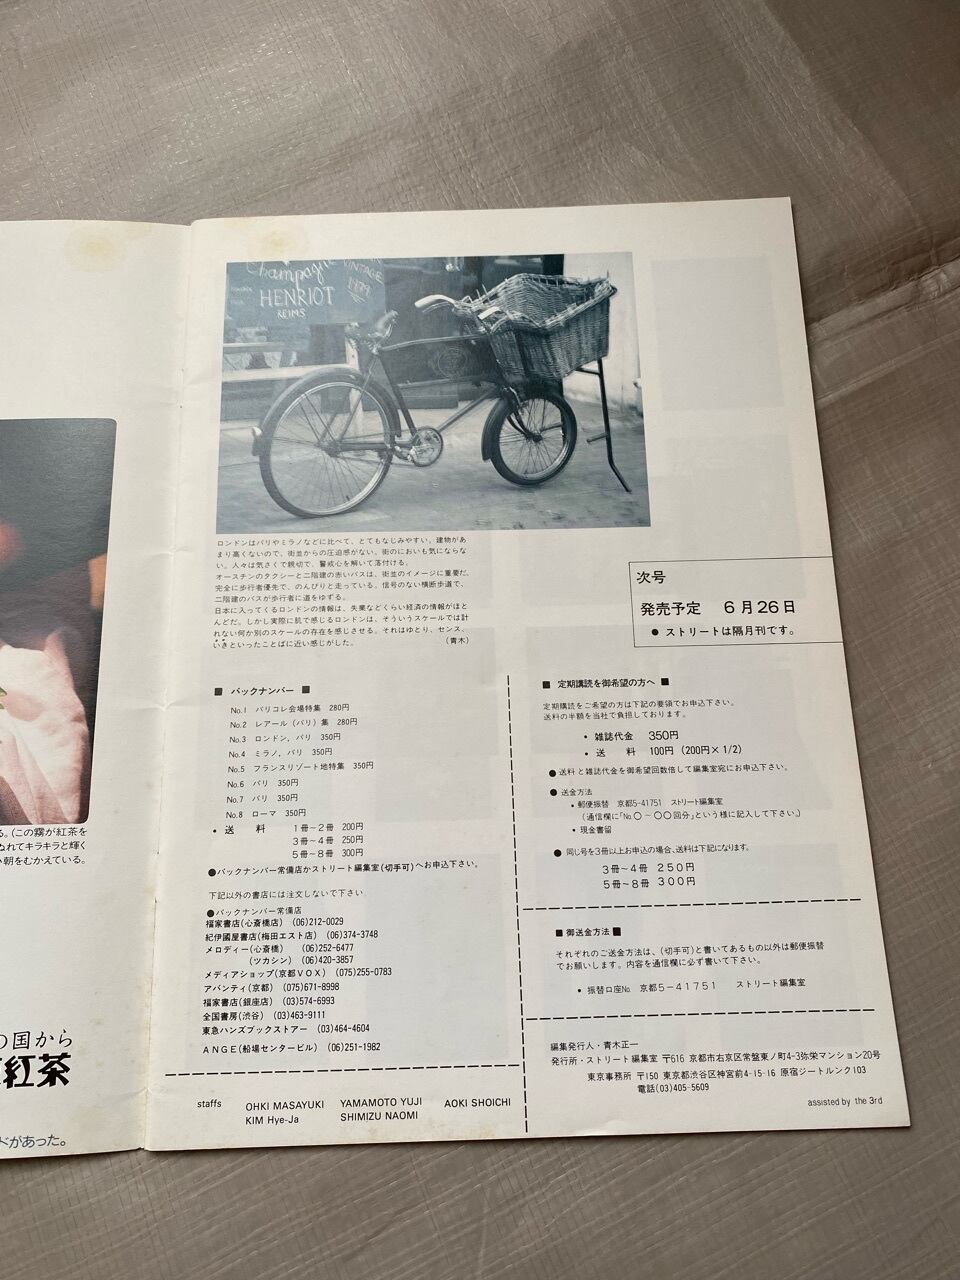 Champagne
VINTAGE
1979
HENRIOT
REIMS
ロンドンはパリやミラノなどに比べて、とてもなじみやすい。建物があ
まり高くないので、街並からの圧迫感がない。街のにおいも気にならな
い。人々は気さくで親切で、警戒心を解いて落付ける。
オースチンのタクシーと二階建の赤いバスは、街並のイメージに重要だ。
完全に歩行者優先で、のんびりと走っている。信号のない横断歩道で、
二階建のバスが歩行者に道をゆずる。
日本に入ってくるロンドンの情報は、失業などくらい経済の情報がほと
んどだ。しかし実際に肌で感じるロンドンは、そういうスケールでは計
れない何か別のスケールの存在を感じさせる。それはゆとり、センス、
いきといったことばに近い感じがした。 (青木)
次号
発売予定 6月26日
● ストリートは隔月刊です。
■ バックナンバー ■
No.1 パリコレ会場特集 280円
No.2 レアール（パリ）集 280円
No.3 ロンドン，パリ 350円
No.4 ミラノ，パリ 350円
No.5 フランスリゾート地特集 350円
No.6 パリ 350円
No.7 パリ 350円
No.8 ローマ 350円
・送 料 1冊〜2冊 200円
3冊〜4冊 250円
5冊〜8冊 300円
●バックナンバー常備店かストリート編集室(切手可)へお申込下さい。
下記以外の書店には注文しないで下さい
●バックナンバー常備店
福家書店(心斎橋店) (06)212-0029
紀伊國屋書店(梅田エスト店) (06)374-3748
メロディー(心斎橋) (06)252-6477
(ツカシン) (06)420-3857
メディアショップ(京都VOX) (075)255-0783
アバンティ(京都) (075)671-8998
福家書店(銀座店) (03)574-6993
全国書房(渋谷) (03)463-9111
東急ハンズブックストアー (03)464-4604
ANGE(船場センタービル) (06)251-1982
staffs OHKI MASAYUKI YAMAMOTO YUJI AOKI SHOICHI
KIM Hye-Ja SHIMIZU NAOMI
■ 定期購読を御希望の方へ ■
定期購読をご希望の方は下記の要領でお申込下さい。
送料の半額を当社で負担しております。
・雑誌代金 350円
・送 料 100円 (200円×1/2)
●送料と雑誌代金を御希望回数倍して編集室宛にお申込下さい。
● 送金方法
・郵便振替 京都5-41751 ストリート編集室
(通信欄に「No.〇〜〇〇回分」という様に記入して下さい。)
・現金書留
● 同じ号を3冊以上お申込の場合、送料は下記になります。
3冊〜4冊 250円
5冊〜8冊 300円
■ 御送金方法 ■
それぞれのご送金方法は、(切手可)と書いてあるもの以外は郵便振替
でお願いします。内容を通信欄に必ず書いて下さい。
・振替口座No. 京都5-41751 ストリート編集室
編集発行人・青木正一
発行所・ストリート編集室 〒616 京都市右京区常盤東ノ町4-3弥栄マンション20号
東京事務所 〒150 東京都渋谷区神宮前4-15-16 原宿ジートルンク103
電話(03)405-5609
assisted by the 3rd
る。(この霧が紅茶を
ぬれてキラキラと輝く
い朝をむかえている。
の国から
紅茶
ドがあった。